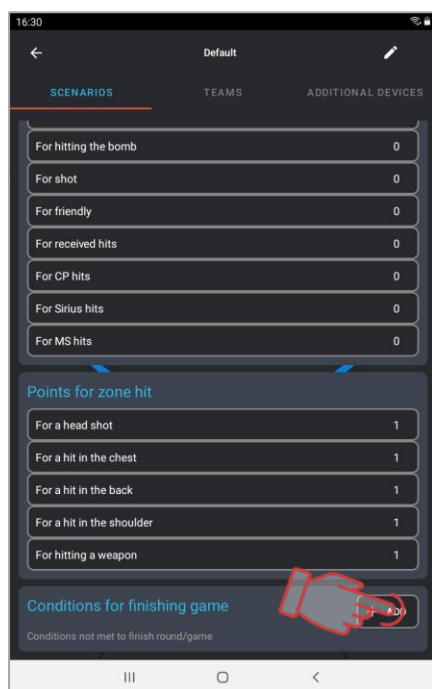 16:30
Default
SCENARIOS TEAMS ADDITIONAL DEVICES
For hitting the bomb 0
For shot 0
For friendly 0
For received hits 0
For CP hits 0
For Sirius hits 0
For MS hits 0
Points for zone hit
For a head shot 1
For a hit in the chest 1
For a hit in the back 1
For a hit in the shoulder 1
For hitting a weapon 1
Conditions for finishing game + ADD
Conditions not met to finish round/game